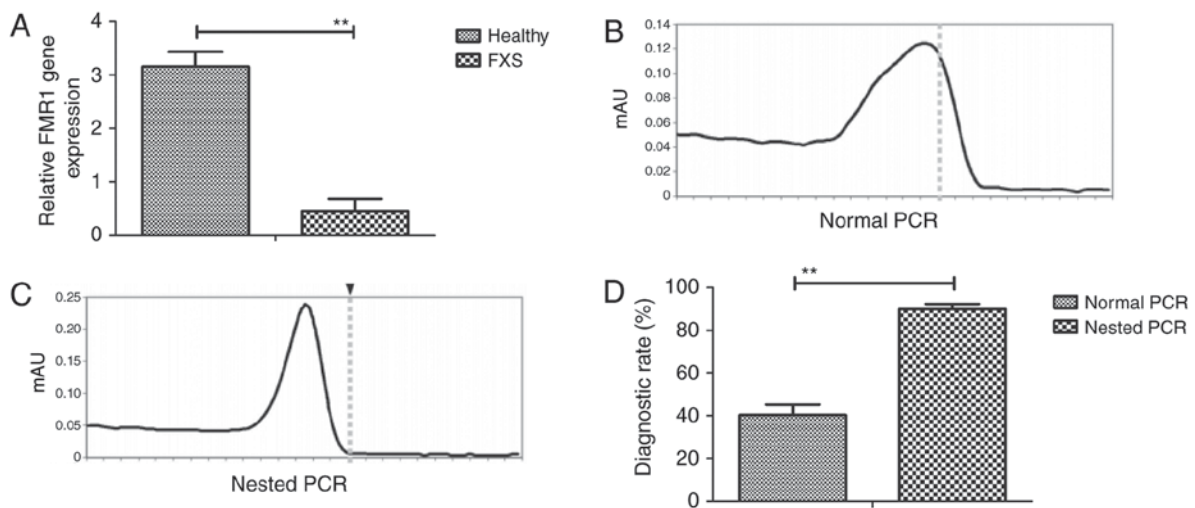 A
Relative FMR1 gene
expression
4
3
2
1
0
**
Healthy
FXS
B
mAU
0.14
0.12
0.10
0.08
0.06
0.04
0.02
0
Normal PCR
C
mAU
0.25
0.20
0.15
0.10
0.05
0
Nested PCR
D
Diagnostic rate (%)
100
80
60
40
20
0
**
Normal PCR
Nested PCR